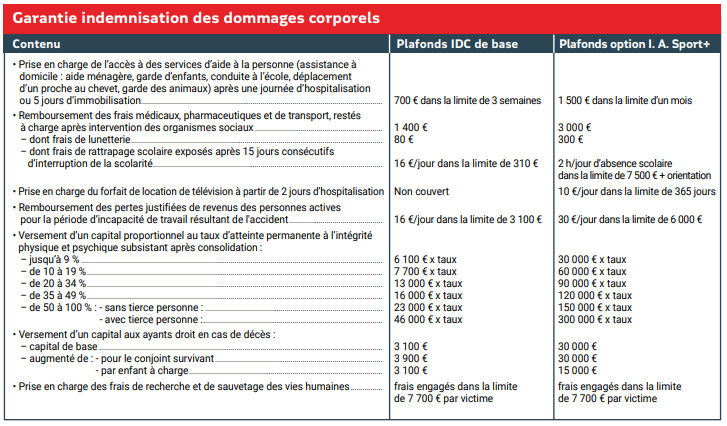 Garantie indemnisation des dommages corporels
Contenu Plafonds IDC de base Plafonds option I. A. Sport+
• Prise en charge de l'accès à des services d'aide à la personne (assistance à
domicile : aide ménagère, garde d'enfants, conduite à l'école, déplacement
d'un proche au chevet, garde des animaux) après une journée d'hospitalisation
ou 5 jours d'immobilisation 700 € dans la limite de 3 semaines 1 500 € dans la limite d'un mois
• Remboursement des frais médicaux, pharmaceutiques et de transport, restés
à charge après intervention des organismes sociaux 1 400 € 3 000 €
– dont frais de lunetterie 80 € 300 €
– dont frais de rattrapage scolaire exposés après 15 jours consécutifs
d'interruption de la scolarité 16 €/jour dans la limite de 310 € 2 h/jour d'absence scolaire
dans la limite de 7 500 € + orientation
• Prise en charge du forfait de location de télévision à partir de 2 jours d'hospitalisation Non couvert 10 €/jour dans la limite de 365 jours
• Remboursement des pertes justifiées de revenus des personnes actives
pour la période d'incapacité de travail résultant de l'accident 16 €/jour dans la limite de 3 100 € 30 €/jour dans la limite de 6 000 €
• Versement d'un capital proportionnel au taux d'atteinte permanente à l'intégrité
physique et psychique subsistant après consolidation :
– jusqu'à 9 % 6 100 € x taux 30 000 € x taux
– de 10 à 19 % 7 700 € x taux 60 000 € x taux
– de 20 à 34 % 13 000 € x taux 90 000 € x taux
– de 35 à 49 % 16 000 € x taux 120 000 € x taux
– de 50 à 100 % : - sans tierce personne : 23 000 € x taux 150 000 € x taux
- avec tierce personne : 46 000 € x taux 300 000 € x taux
• Versement d'un capital aux ayants droit en cas de décès :
– capital de base 3 100 € 30 000 €
– augmenté de : - pour le conjoint survivant 3 900 € 30 000 €
- par enfant à charge 3 100 € 15 000 €
• Prise en charge des frais de recherche et de sauvetage des vies humaines frais engagés dans la limite frais engagés dans la limite
de 7 700 € par victime de 7 700 € par victime